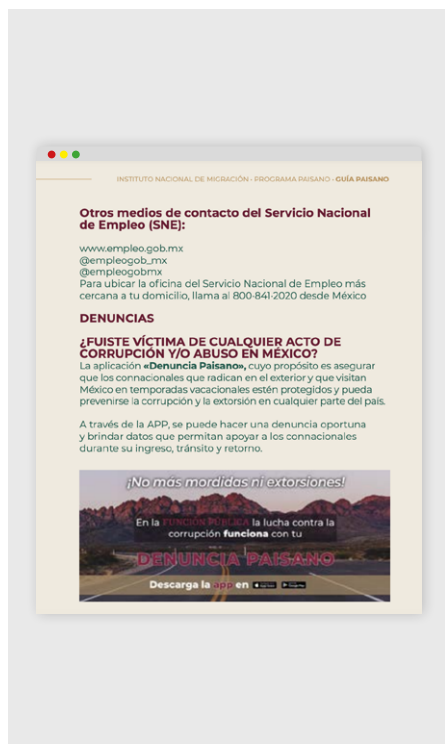 INSTITUTO NACIONAL DE MIGRACIÓN · PROGRAMA PAISANO · GUÍA PAISANO
Otros medios de contacto del Servicio Nacional
de Empleo (SNE):
www.empleo.gob.mx
@empleogob_mx
@empleogobmx
Para ubicar la oficina del Servicio Nacional de Empleo más
cercana a tu domicilio, llama al 800-841-2020 desde México
DENUNCIAS
¿FUISTE VÍCTIMA DE CUALQUIER ACTO DE
CORRUPCIÓN Y/O ABUSO EN MÉXICO?
La aplicación «Denuncia Paisano», cuyo propósito es asegurar
que los connacionales que radican en el exterior y que visitan
México en temporadas vacacionales estén protegidos y pueda
prevenirse la corrupción y la extorsión en cualquier parte del país.
A través de la APP, se puede hacer una denuncia oportuna
y brindar datos que permitan apoyar a los connacionales
durante su ingreso, tránsito y retorno.
¡No más mordidas ni extorsiones!
En la FUNCIÓN PÚBLICA la lucha contra la
corrupción funciona con tu
DENUNCIA PAISANO
Descarga la app en App Store Google Play